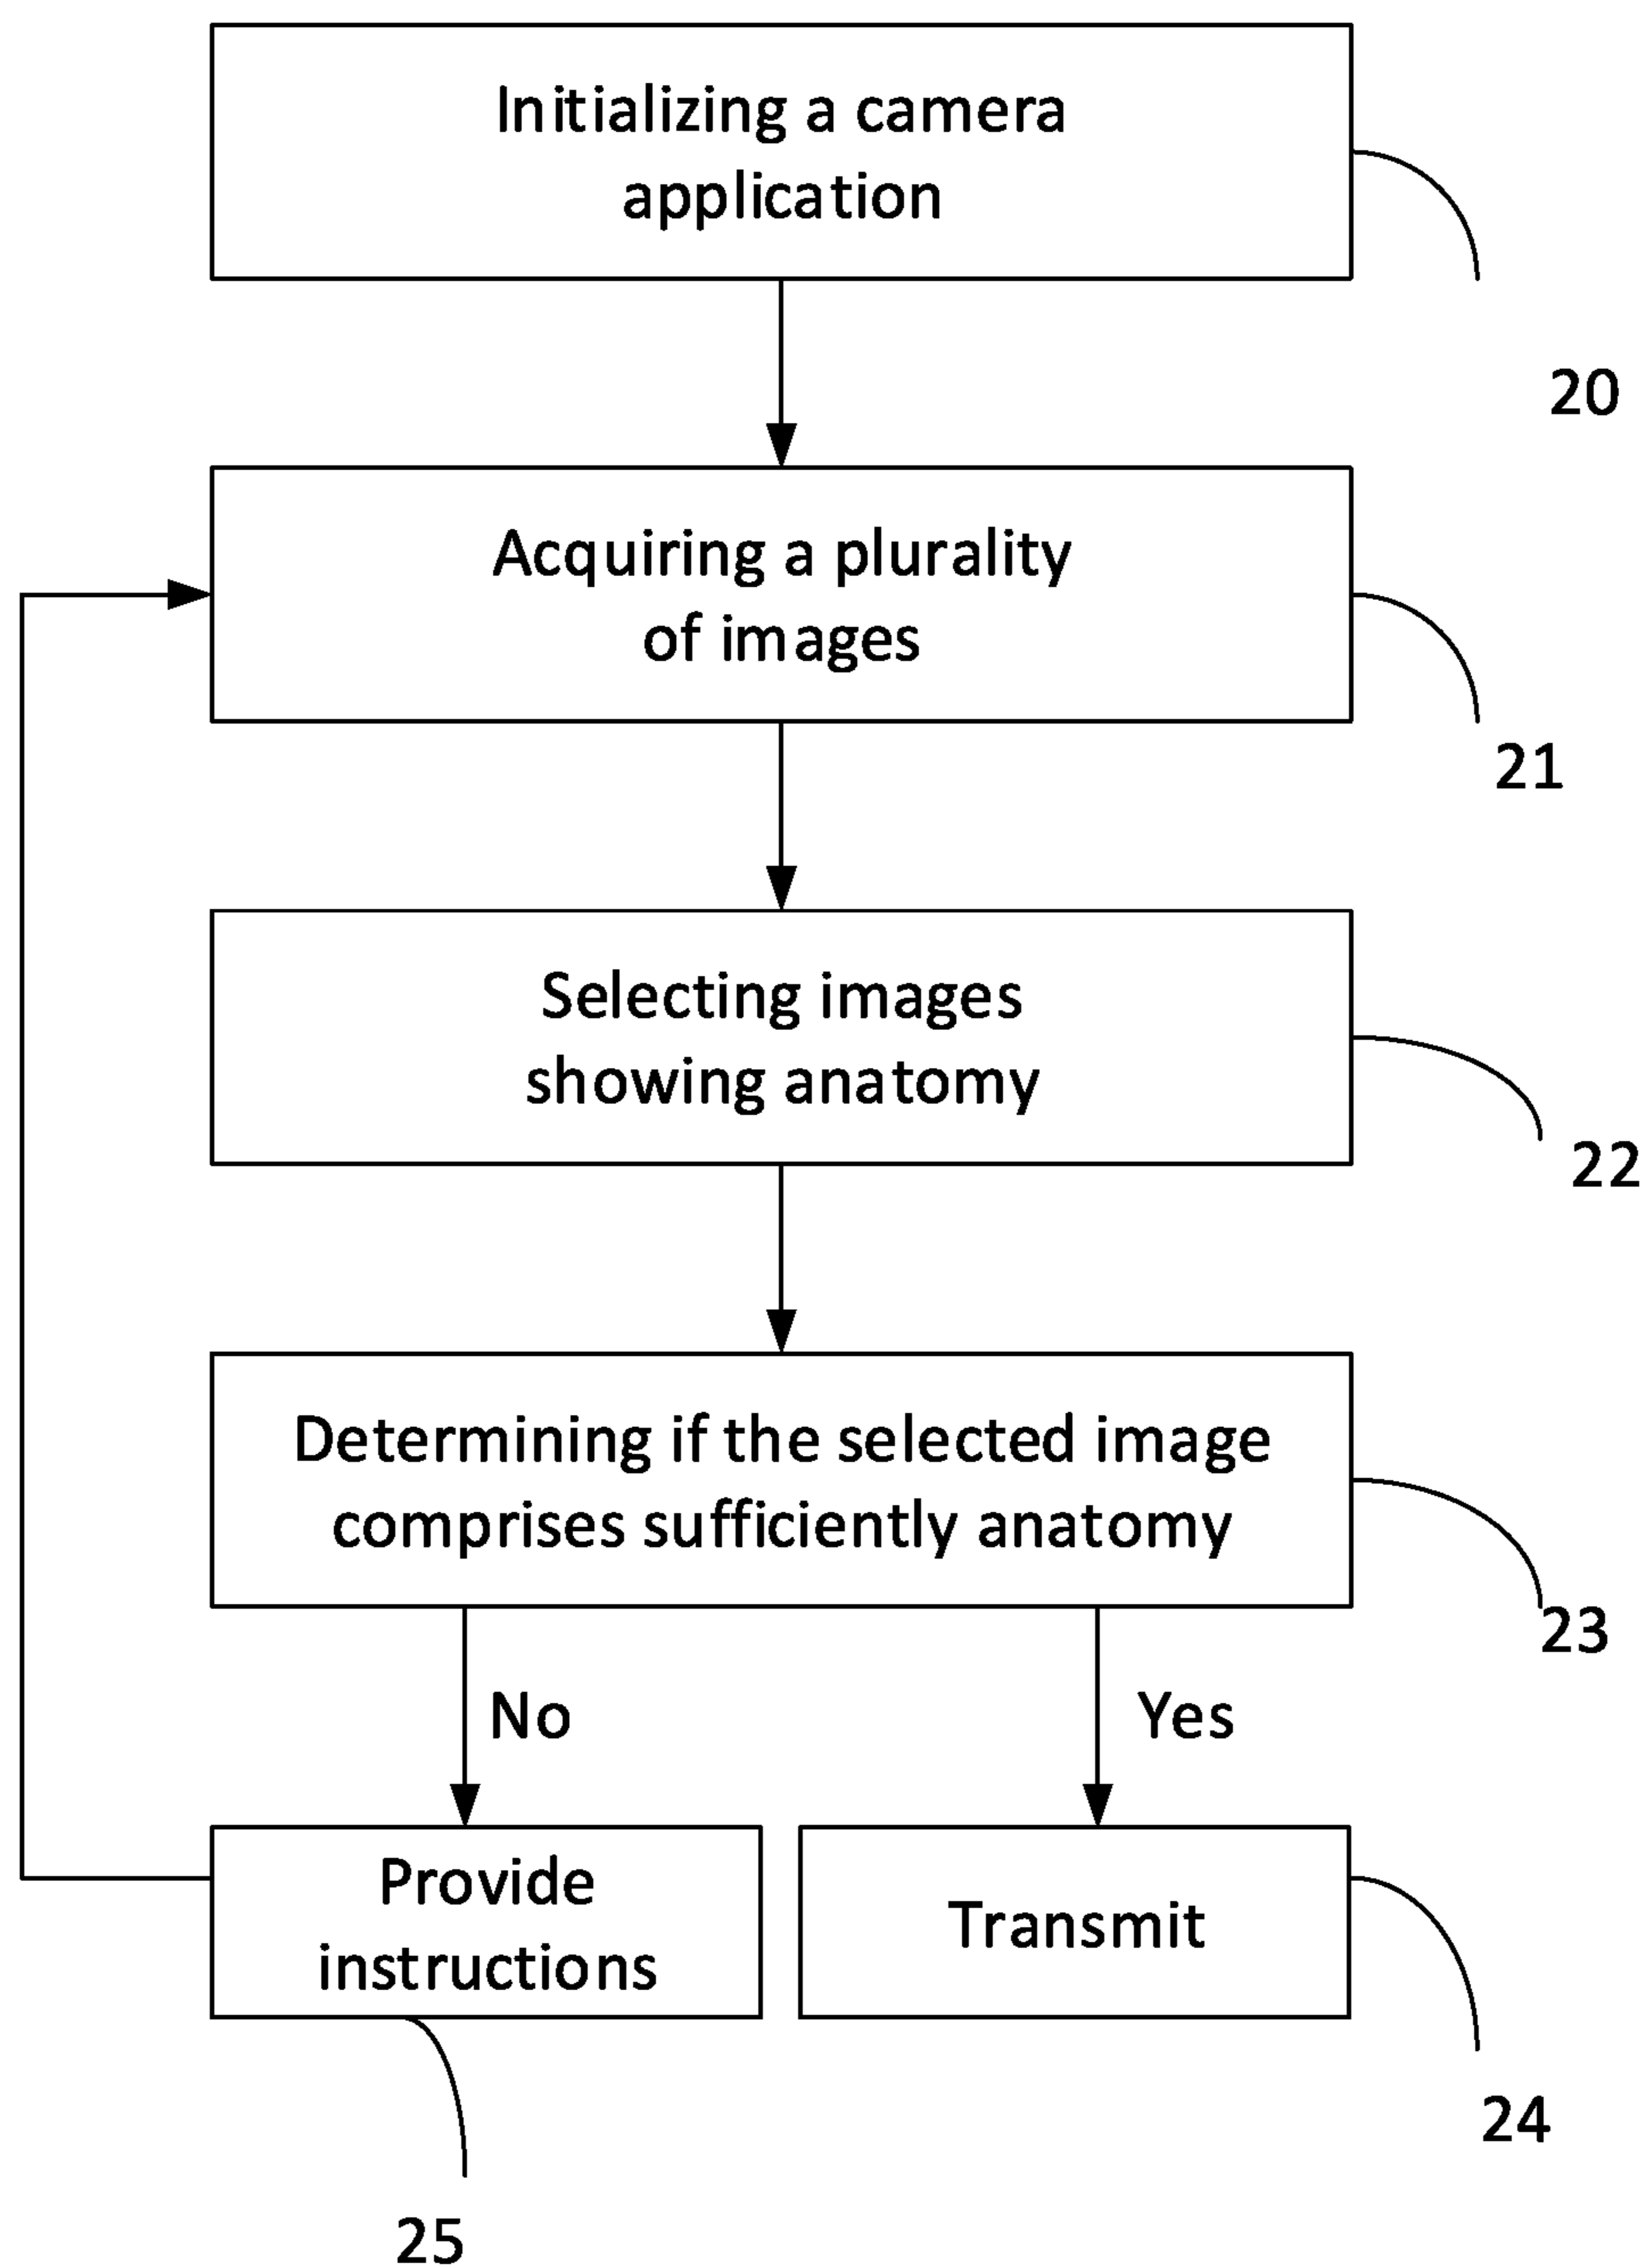 Initializing a camera
application
20
Acquiring a plurality
of images
21
Selecting images
showing anatomy
22
Determining if the selected image
comprises sufficiently anatomy
23
No
Yes
Provide
instructions
Transmit
24
25